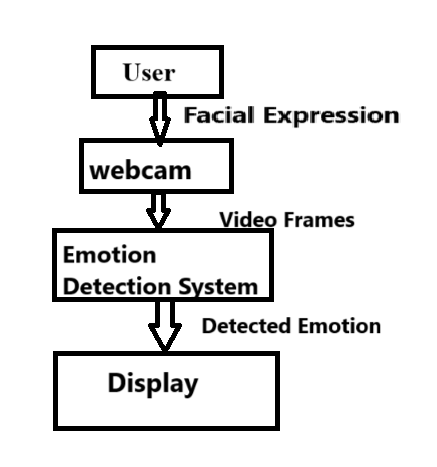 User
Facial Expression
webcam
Video Frames
Emotion
Detection System
Detected Emotion
Display